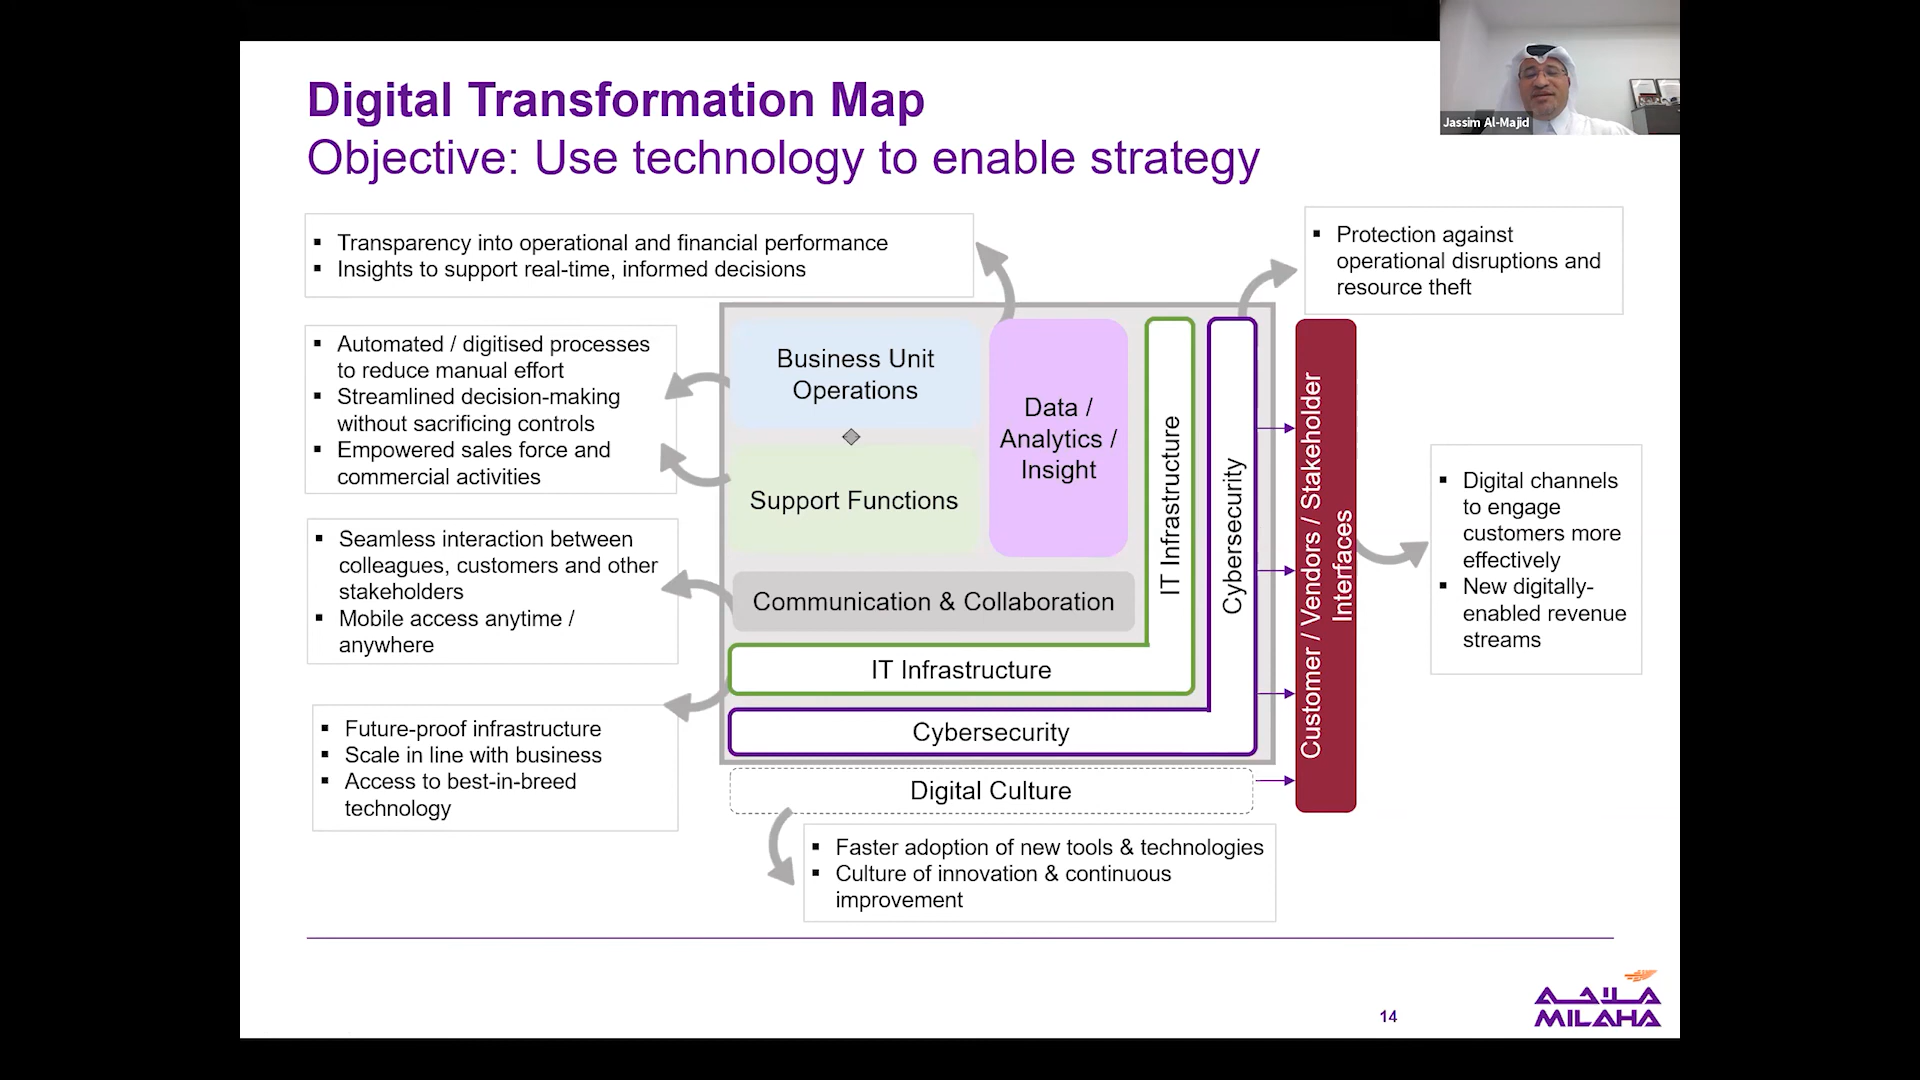 Digital Transformation Map
Objective: Use technology to enable strategy
Jassim Al-Majid
▪ Transparency into operational and financial performance
▪ Insights to support real-time, informed decisions
▪ Protection against
operational disruptions and
resource theft
▪ Automated / digitised processes
to reduce manual effort
▪ Streamlined decision-making
without sacrificing controls
▪ Empowered sales force and
commercial activities
▪ Seamless interaction between
colleagues, customers and other
stakeholders
▪ Mobile access anytime /
anywhere
▪ Future-proof infrastructure
▪ Scale in line with business
▪ Access to best-in-breed
technology
Business Unit
Operations
Support Functions
Data /
Analytics /
Insight
Communication & Collaboration
IT Infrastructure
IT Infrastructure
Cybersecurity
Cybersecurity
Digital Culture
Customer / Vendors / Stakeholder
Interfaces
▪ Digital channels
to engage
customers more
effectively
▪ New digitally-
enabled revenue
streams
▪ Faster adoption of new tools & technologies
▪ Culture of innovation & continuous
improvement
14
ملاحة
MILAHA